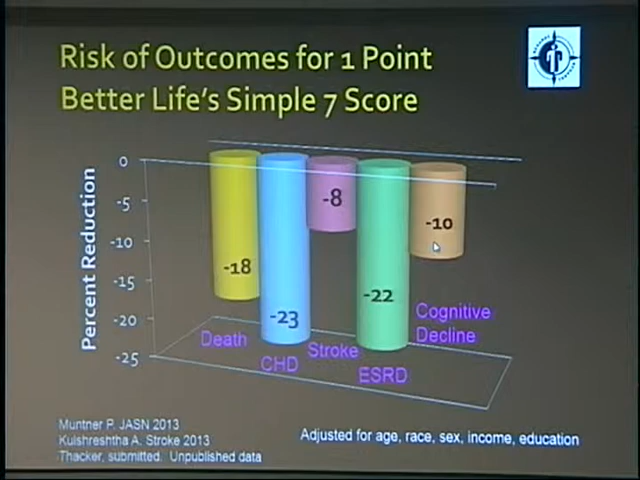 Risk of Outcomes for 1 Point
Better Life's Simple 7 Score
Percent Reduction
0
-5
-10
-15
-20
-25
-18
-23
-8
-22
-10
Death
CHD
Stroke
ESRD
Cognitive
Decline
Muntner P. JASN 2013
Kulshreshtha A. Stroke 2013
Thacker, submitted. Unpublished data
Adjusted for age, race, sex, income, education